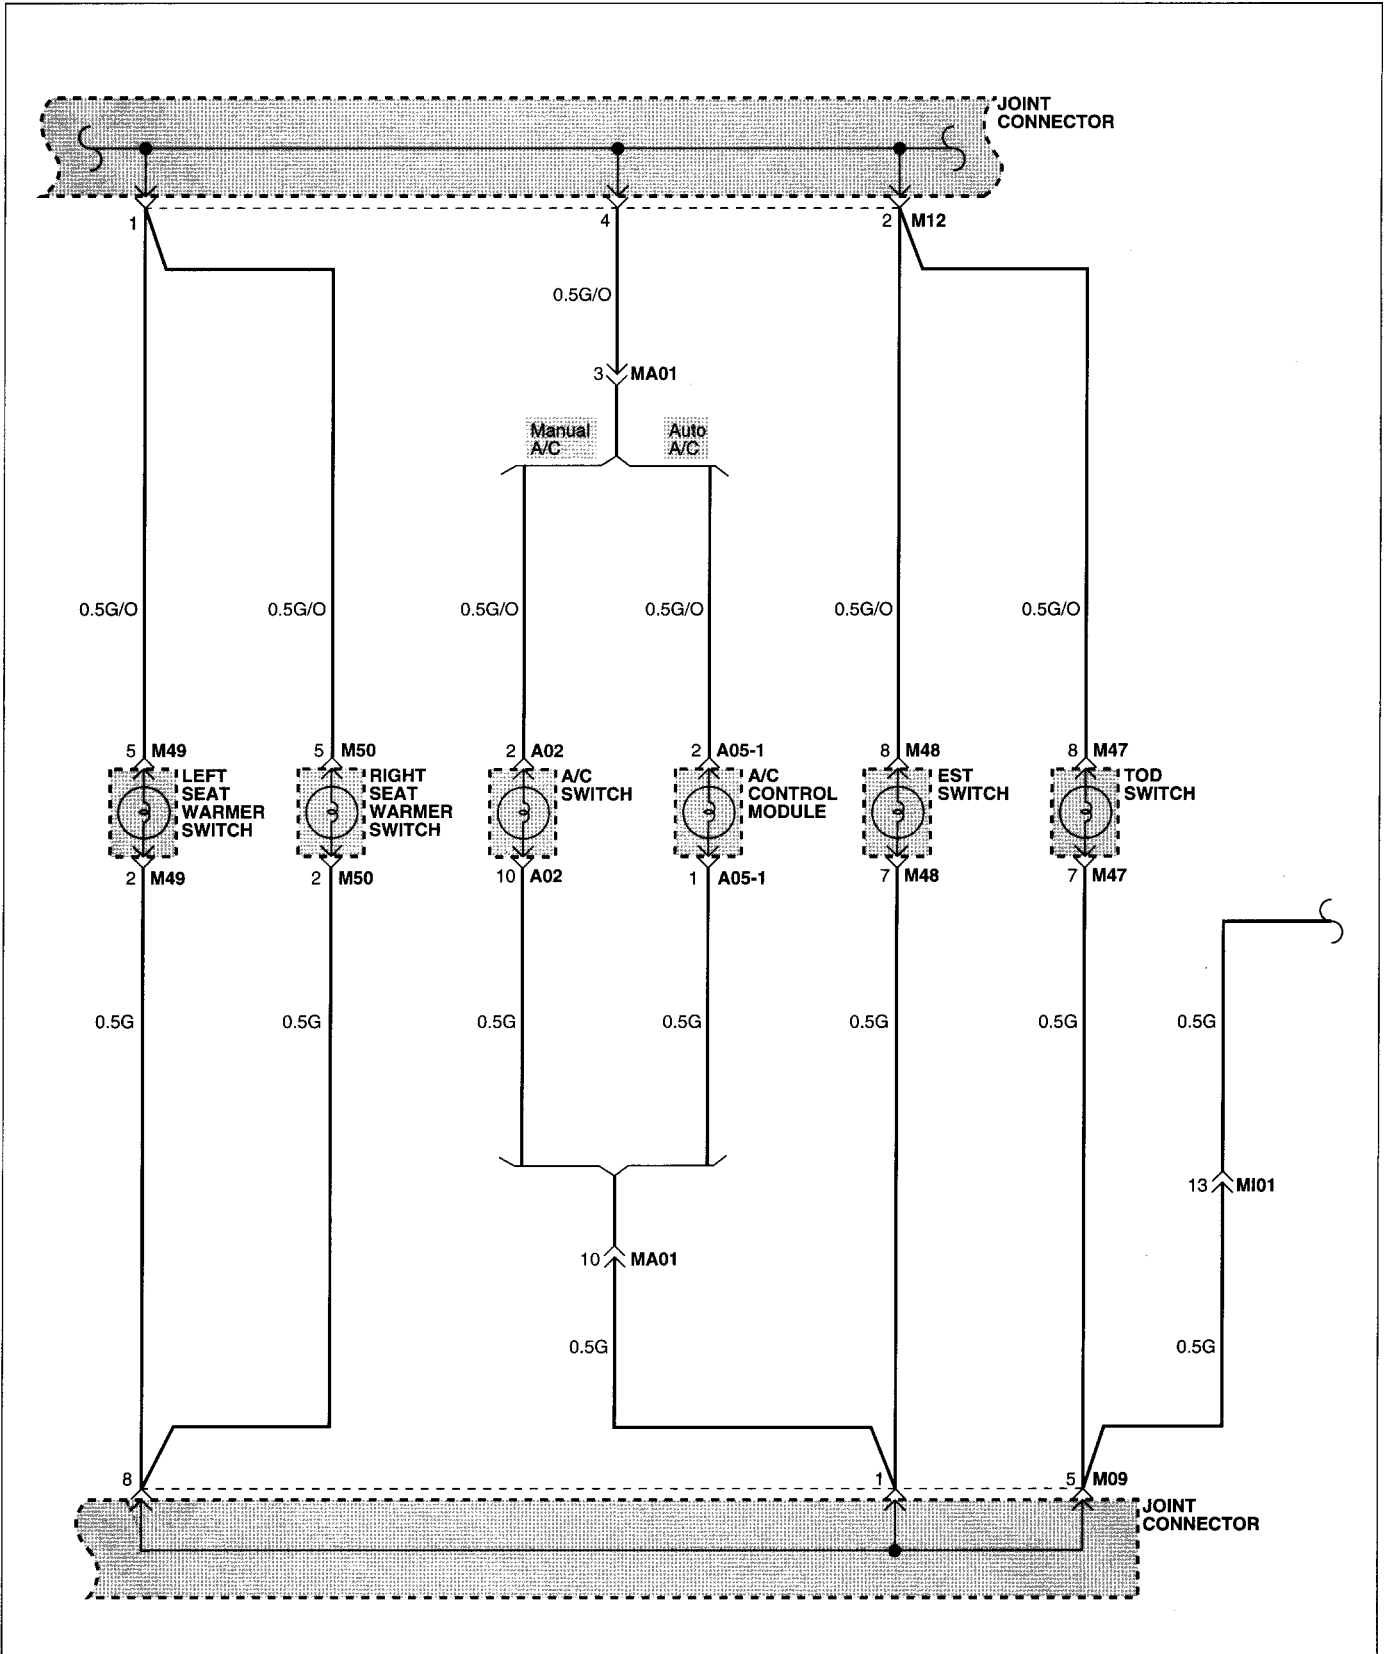 JOINT
CONNECTOR
1
4
2 M12
0.5G/O
3 MA01
Manual
A/C
Auto
A/C
0.5G/O
0.5G/O
0.5G/O
0.5G/O
0.5G/O
0.5G/O
5 M49
5 M50
2 A02
2 A05-1
8 M48
8 M47
LEFT
SEAT
WARMER
SWITCH
RIGHT
SEAT
WARMER
SWITCH
A/C
SWITCH
A/C
CONTROL
MODULE
EST
SWITCH
TOD
SWITCH
2 M49
2 M50
10 A02
1 A05-1
7 M48
7 M47
0.5G
0.5G
0.5G
0.5G
0.5G
0.5G
0.5G
13 MI01
10 MA01
0.5G
0.5G
8
1
5 M09
JOINT
CONNECTOR